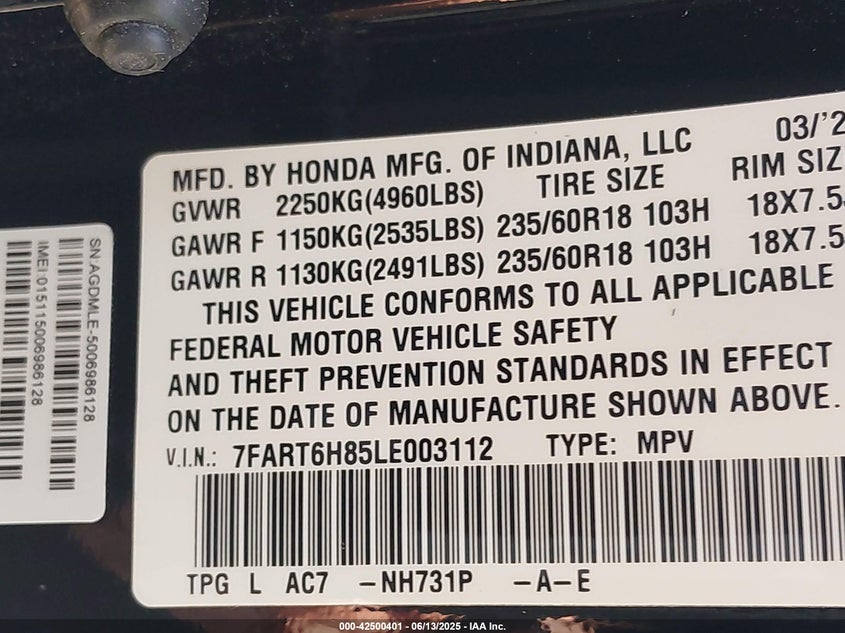 03/'2
MFD. BY HONDA MFG. OF INDIANA, LLC
GVWR 2250KG(4960LBS) TIRE SIZE RIM SIZ
GAWR F 1150KG(2535LBS) 235/60R18 103H 18X7.5
GAWR R 1130KG(2491LBS) 235/60R18 103H 18X7.5
THIS VEHICLE CONFORMS TO ALL APPLICABLE
FEDERAL MOTOR VEHICLE SAFETY
AND THEFT PREVENTION STANDARDS IN EFFECT
ON THE DATE OF MANUFACTURE SHOWN ABOVE.
V.I.N.: 7FART6H85LE003112 TYPE: MPV
TPG L AC7 -NH731P -A-E
SN:AGDMLE-5006986128
IMEI:015115006986128
000-42500401 - 06/13/2025 - IAA Inc.